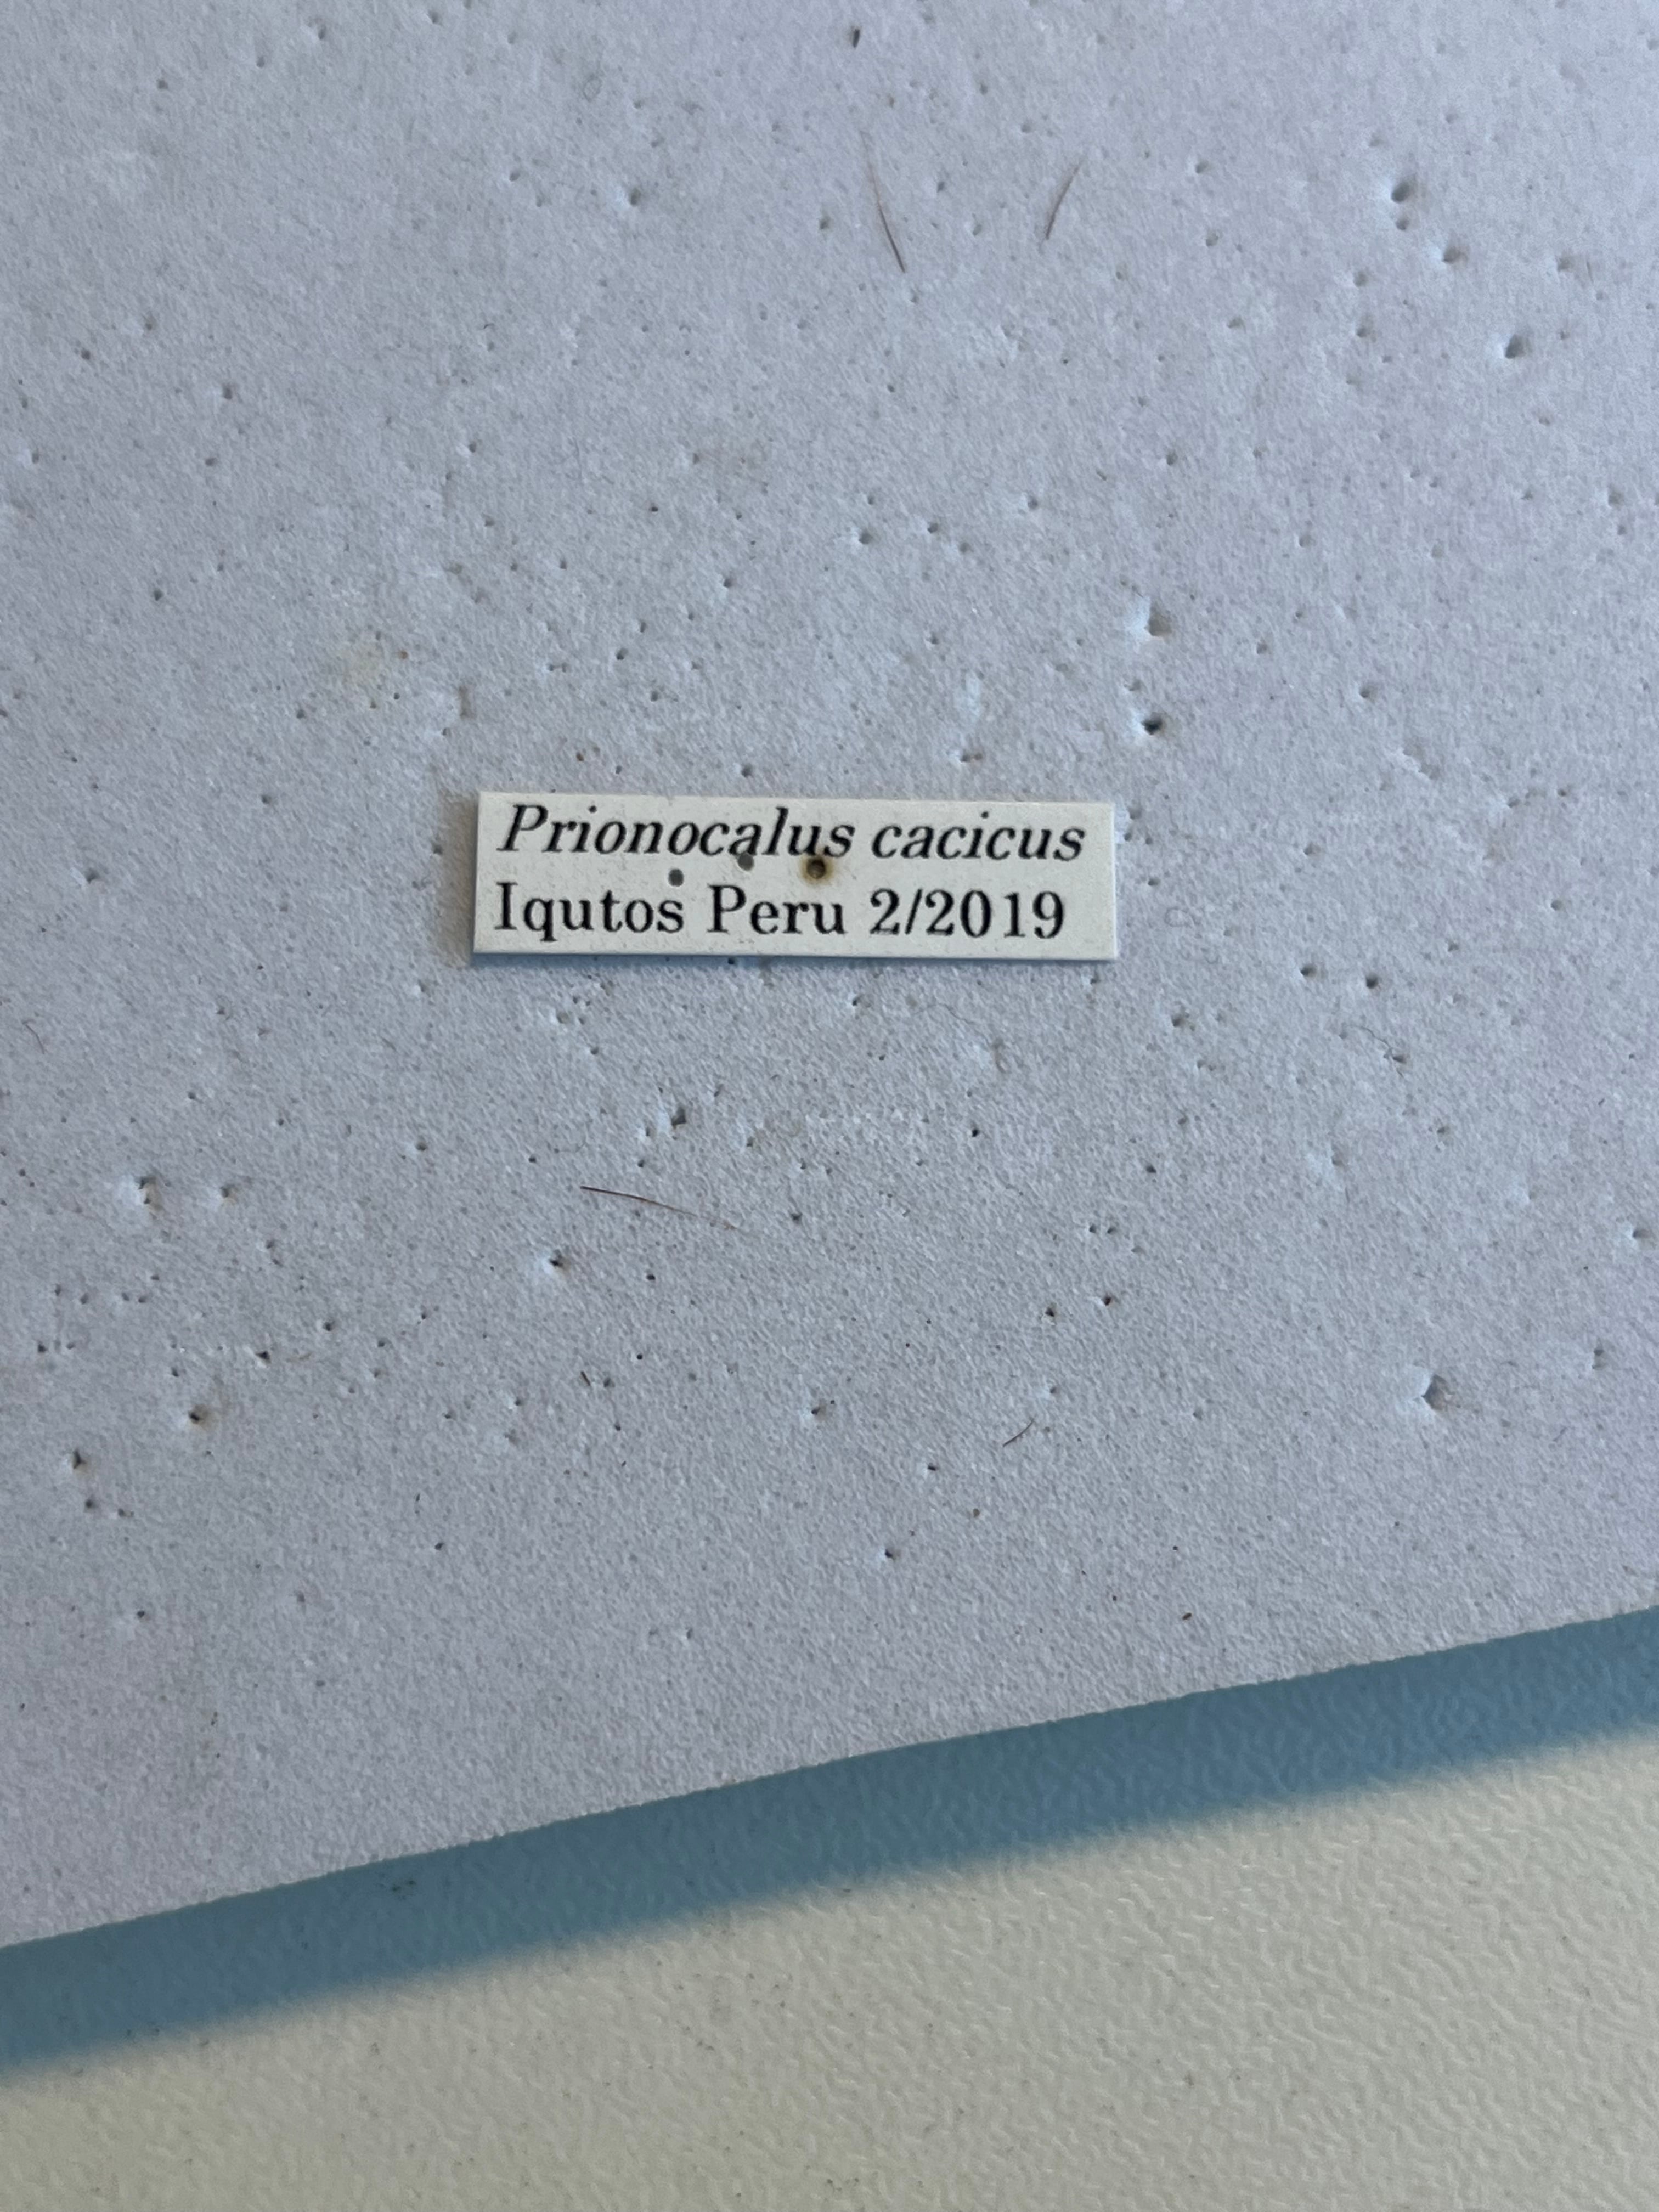 Prionocalus cacicus
Iqutos Peru 2/2019